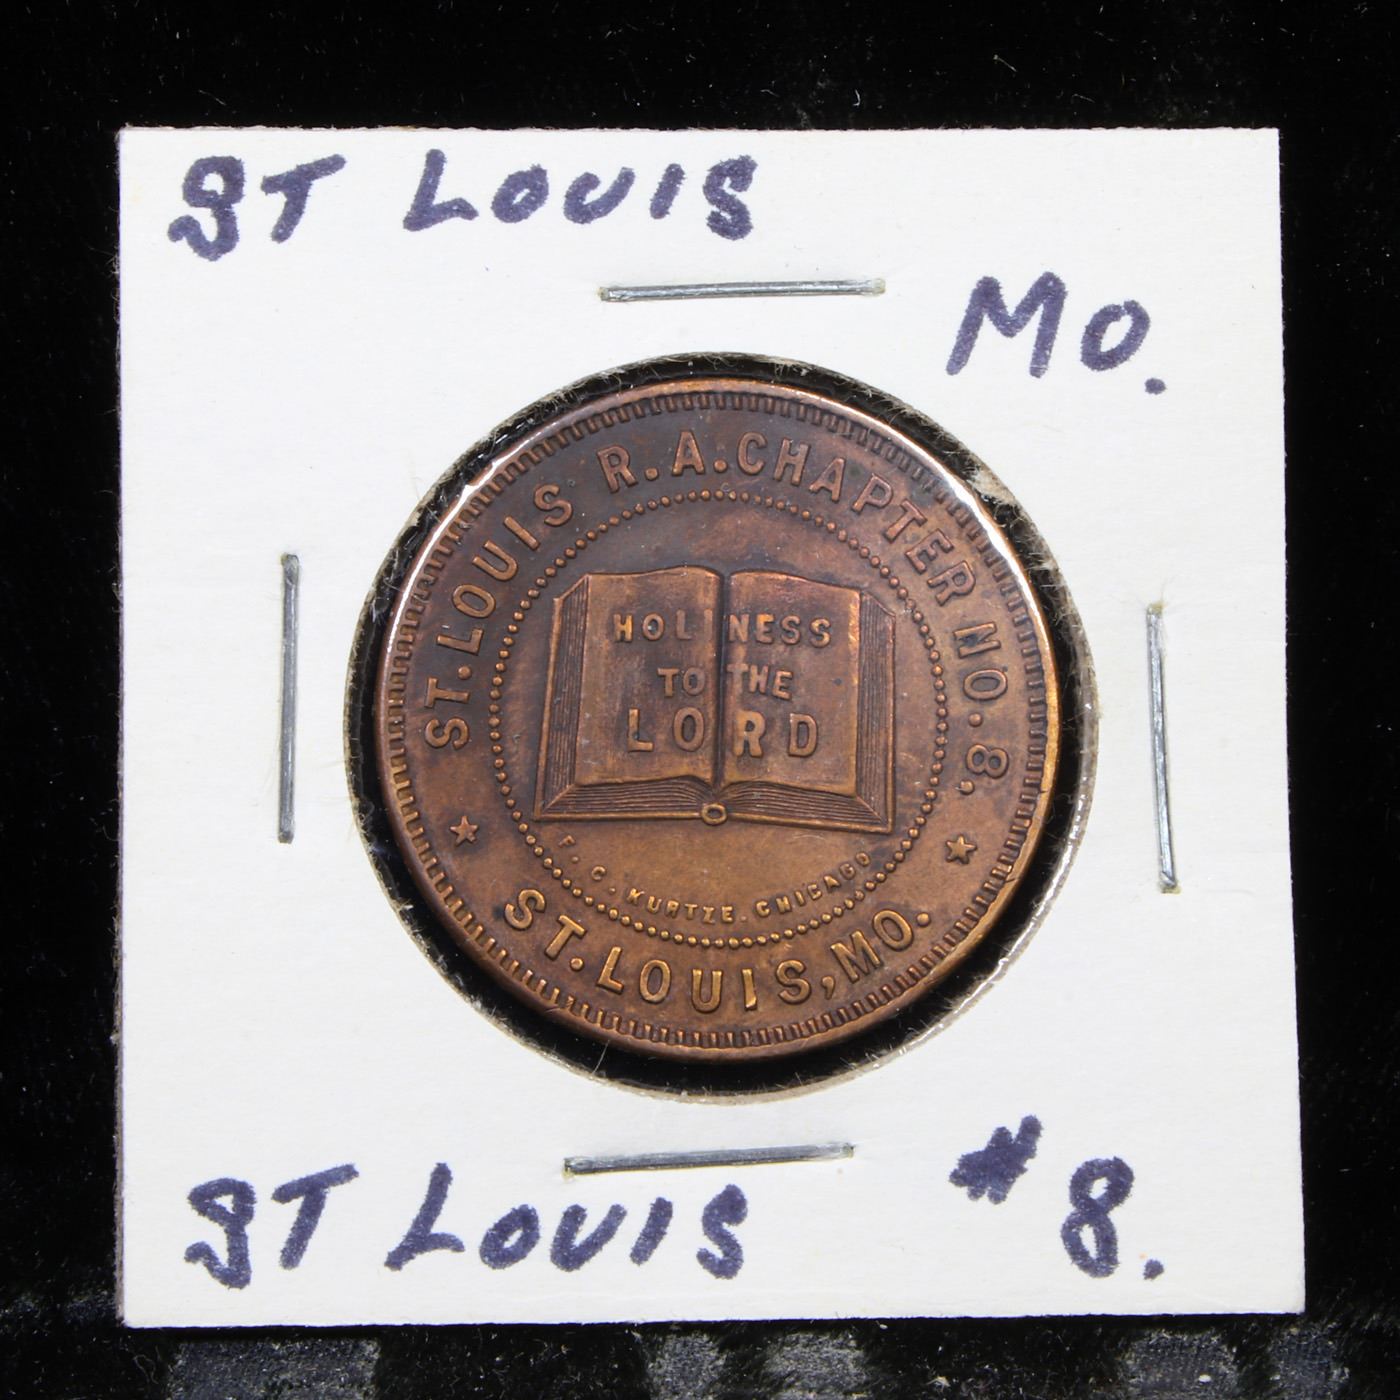 ST LOUIS
MO.
ST. LOUIS R. A. CHAPTER NO. 8.
HOLINESS
TO THE
LORD
F. C. KURTZE. CHICAGO
ST. LOUIS, MO.
ST LOUIS #8.